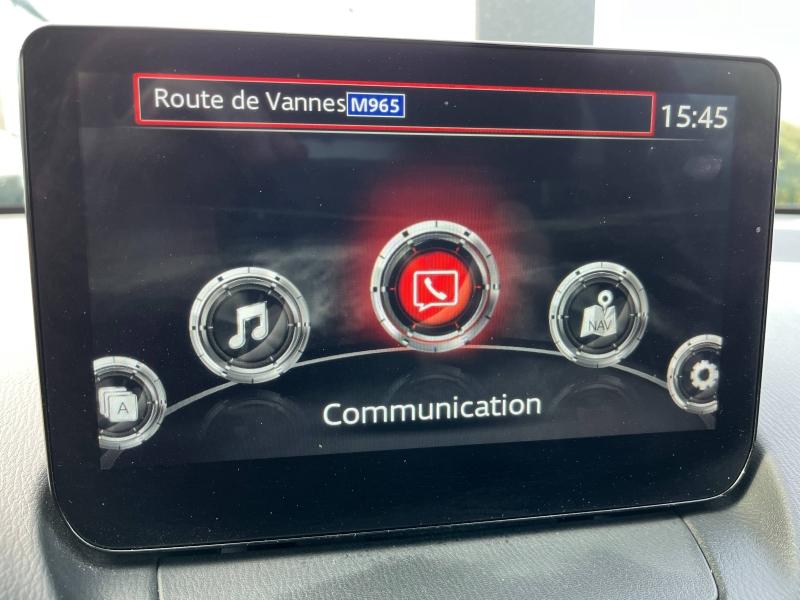 Route de Vannes M965
15:45
NAV
A
Communication